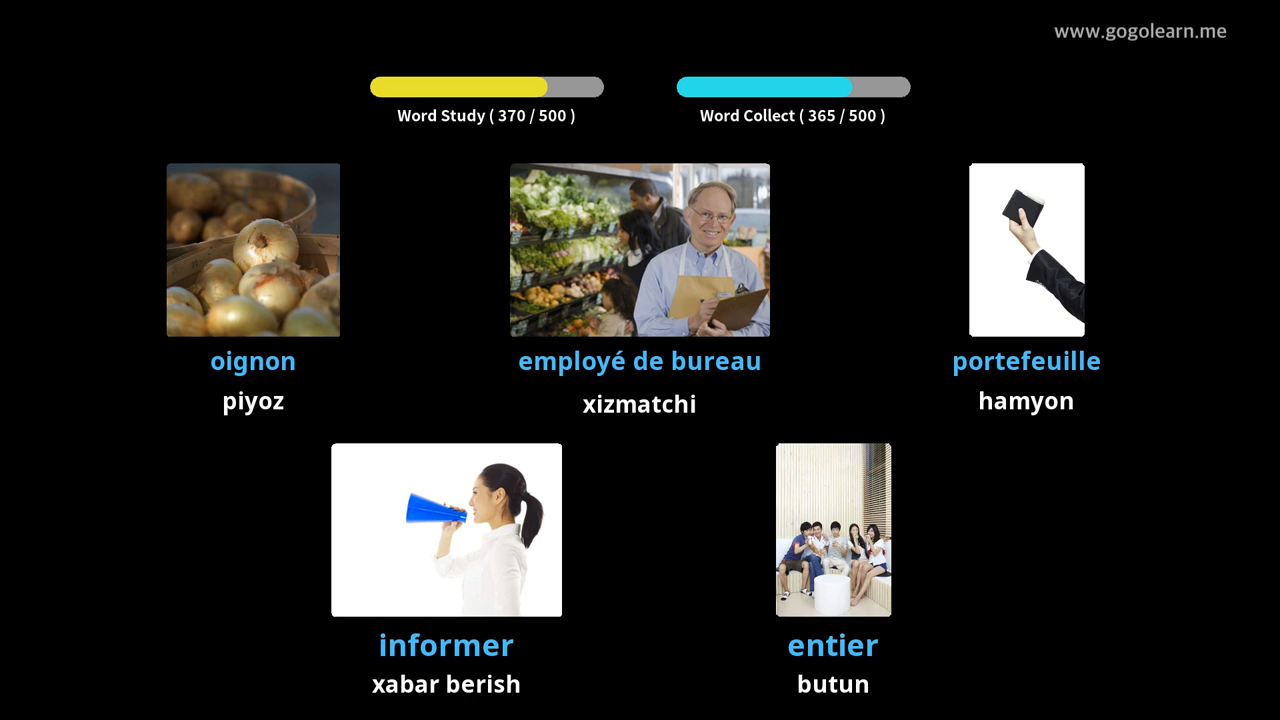 www.gogolearn.me
Word Study ( 370 / 500 )
Word Collect ( 365 / 500 )
oignon
employé de bureau
portefeuille
piyoz
xizmatchi
hamyon
informer
entier
xabar berish
butun